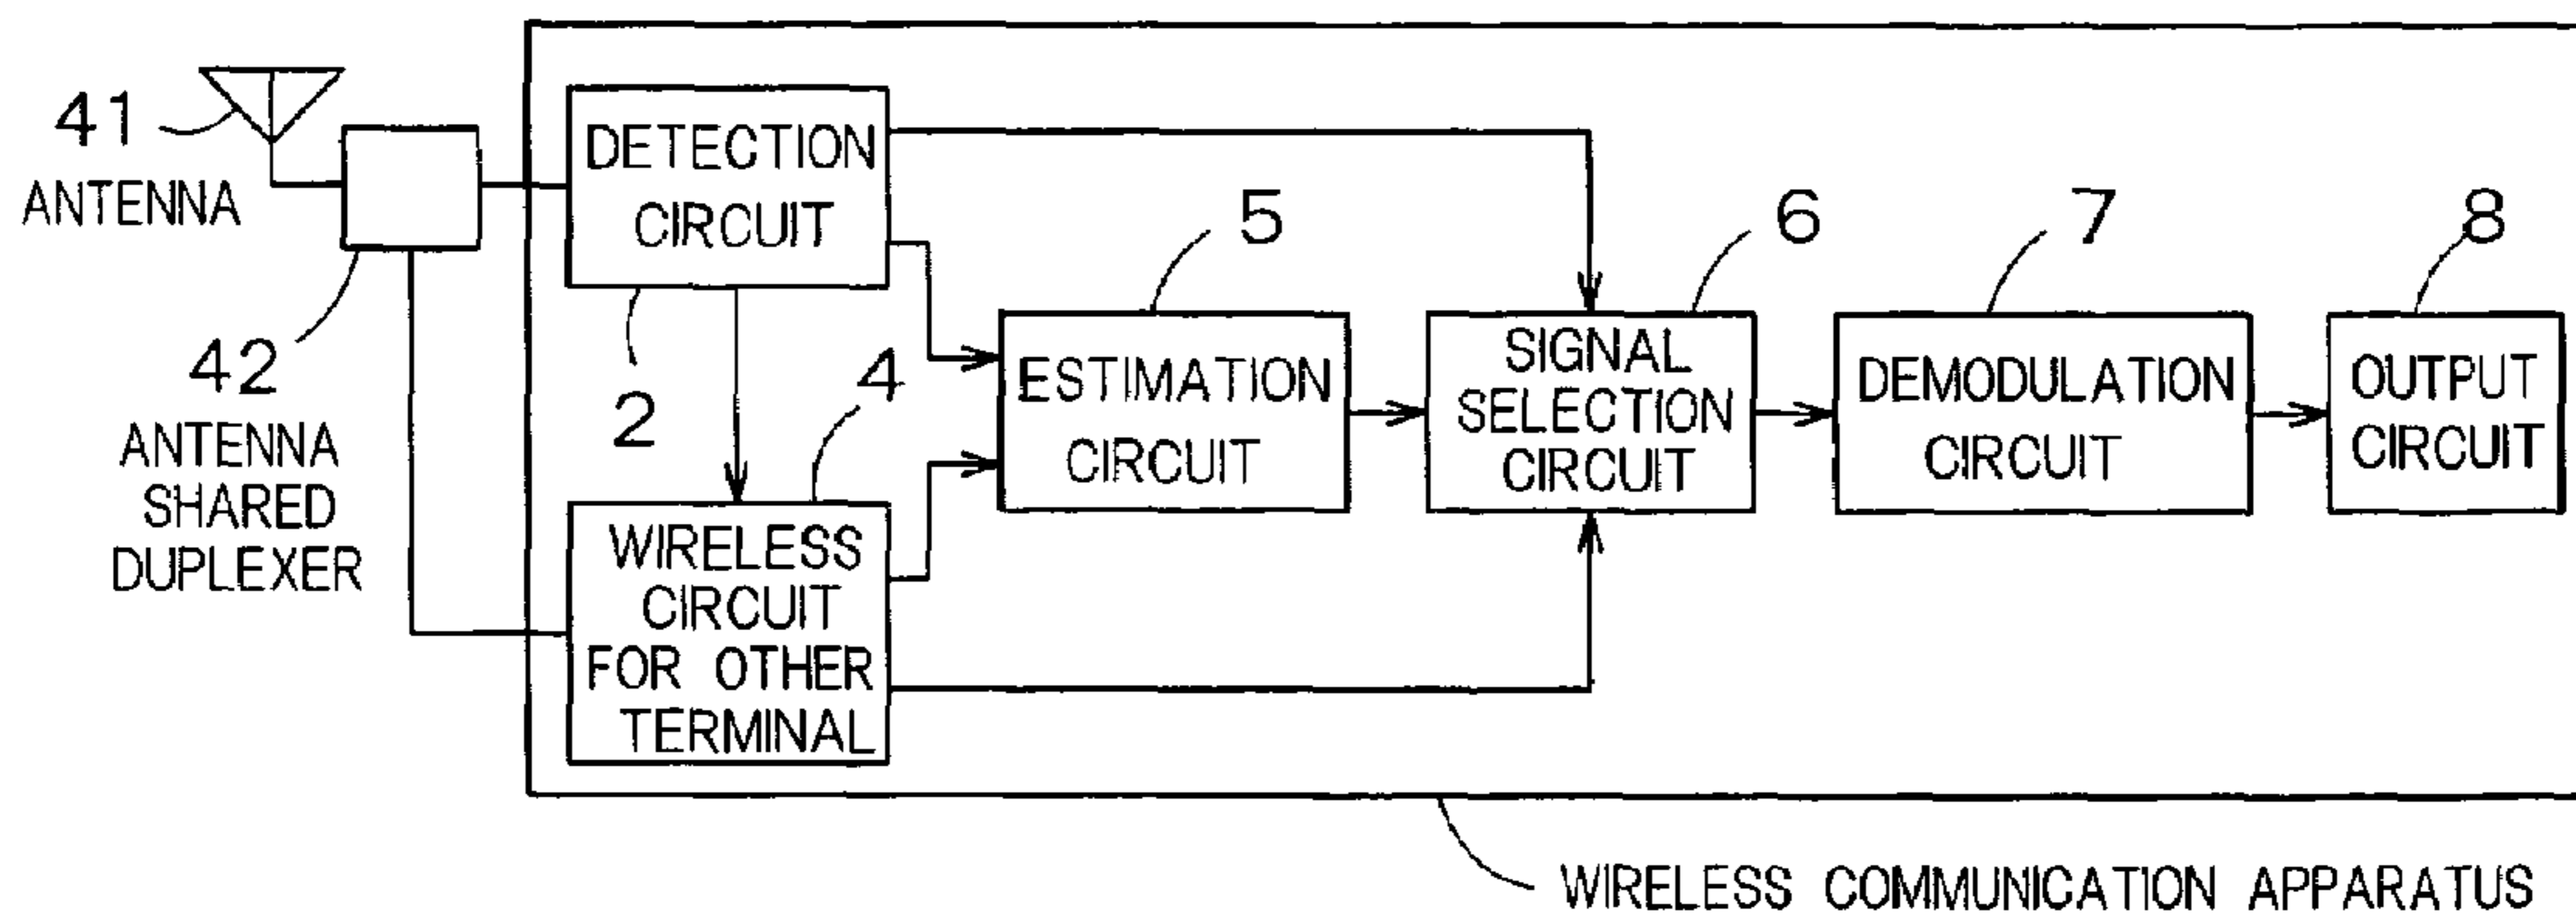 41
ANTENNA
42
ANTENNA
SHARED
DUPLEXER
DETECTION
CIRCUIT
2
4
WIRELESS
CIRCUIT
FOR OTHER
TERMINAL
5
ESTIMATION
CIRCUIT
6
SIGNAL
SELECTION
CIRCUIT
7
DEMODULATION
CIRCUIT
8
OUTPUT
CIRCUIT
WIRELESS COMMUNICATION APPARATUS